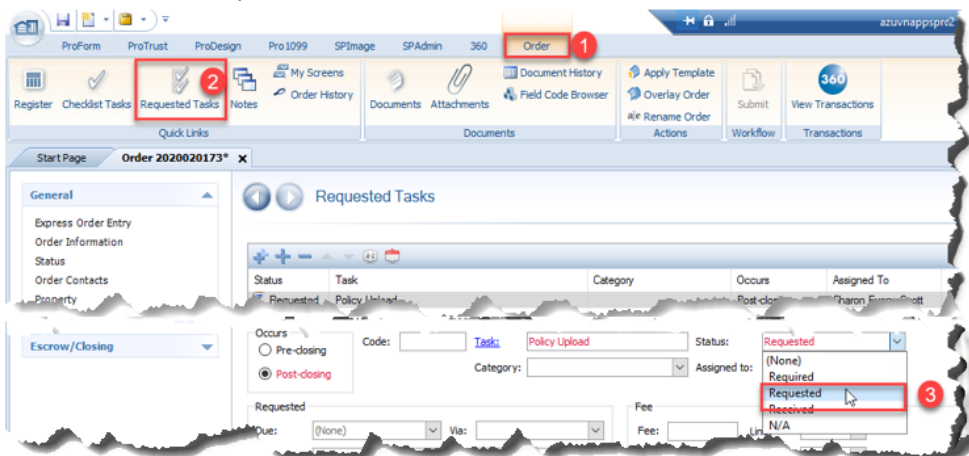 azuvnappspre2
ProForm ProTrust ProDesign Pro1099 SPImage SPAdmin 360 Order 1
Register Checklist Tasks Requested Tasks 2 Notes My Screens Order History
Documents Attachments Document History Field Code Browser
Apply Template Overlay Order Rename Order
Submit
360 View Transactions
Quick Links Documents Actions Workflow Transactions
Start Page Order 2020020173* x
General
Express Order Entry
Order Information
Status
Order Contacts
Property
Requested Tasks
Status Task Category Occurs Assigned To
Requested Policy Upload Post-closing
Escrow/Closing
Occurs
Pre-closing
Post-closing
Code: Task: Policy Upload Status: Requested
Category: Assigned to:
(None)
Required
Requested 3
Received
N/A
Requested
Due: (None) Via:
Fee
Fee: